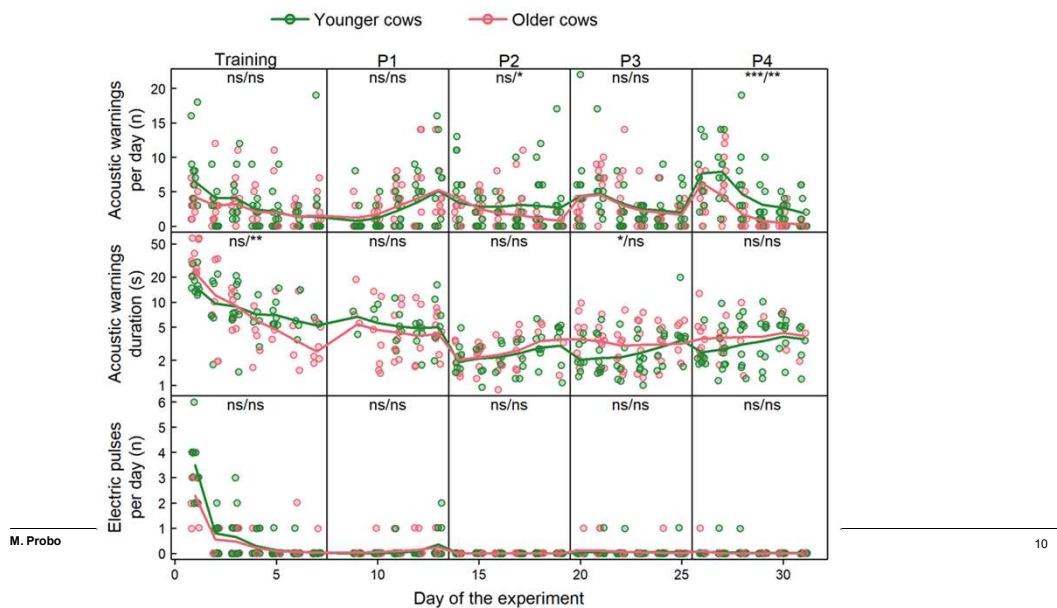 Younger cows Older cows
Training P1 P2 P3 P4
ns/ns ns/ns ns/* ns/ns ***/**
Acoustic warnings
per day (n)
20
15
10
5
0
ns/** ns/ns ns/ns */ns ns/ns
Acoustic warnings
duration (s)
50
20
10
5
2
1
ns/ns ns/ns ns/ns ns/ns ns/ns
Electric pulses
per day (n)
6
5
4
3
2
1
0
0 5 10 15 20 25 30
Day of the experiment
M. Probo
10